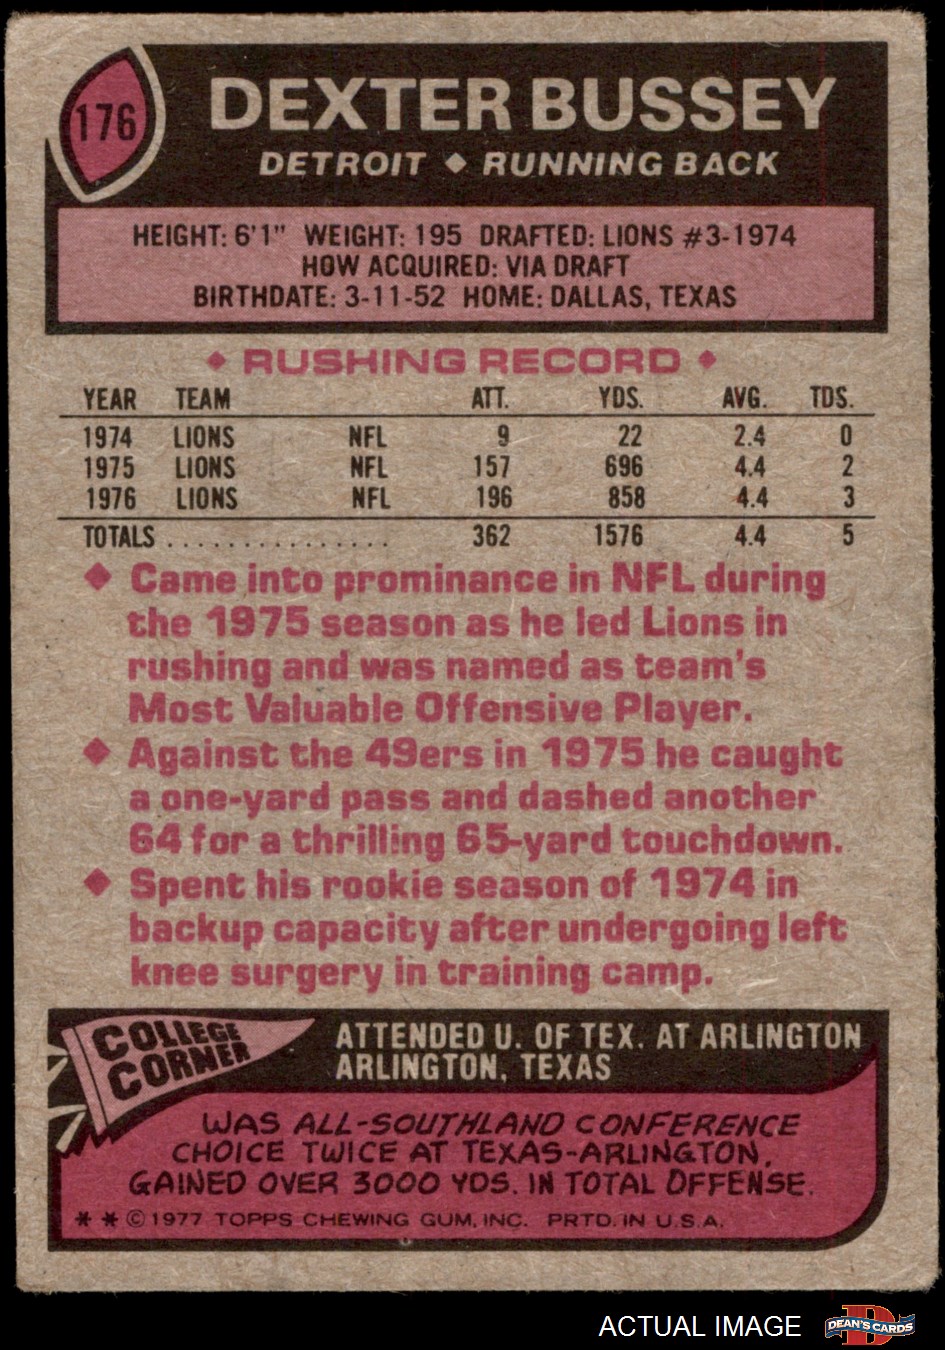 176
DEXTER BUSSEY
DETROIT ◆ RUNNING BACK
HEIGHT: 6'1" WEIGHT: 195 DRAFTED: LIONS #3-1974
HOW ACQUIRED: VIA DRAFT
BIRTHDATE: 3-11-52 HOME: DALLAS, TEXAS
◆ RUSHING RECORD ◆
YEAR TEAM ATT. YDS. AVG. TDS.
1974 LIONS NFL 9 22 2.4 0
1975 LIONS NFL 157 696 4.4 2
1976 LIONS NFL 196 858 4.4 3
TOTALS . . . . . . . . . . . . . . . 362 1576 4.4 5
◆ Came into prominance in NFL during
the 1975 season as he led Lions in
rushing and was named as team's
Most Valuable Offensive Player.
◆ Against the 49ers in 1975 he caught
a one-yard pass and dashed another
64 for a thrilling 65-yard touchdown.
◆ Spent his rookie season of 1974 in
backup capacity after undergoing left
knee surgery in training camp.
COLLEGE
CORNER
ATTENDED U. OF TEX. AT ARLINGTON
ARLINGTON, TEXAS
WAS ALL-SOUTHLAND CONFERENCE
CHOICE TWICE AT TEXAS-ARLINGTON,
GAINED OVER 3000 YDS. IN TOTAL OFFENSE.
* * © 1977 TOPPS CHEWING GUM, INC. PRTD. IN U.S.A.
ACTUAL IMAGE
D
DEAN'S CARDS